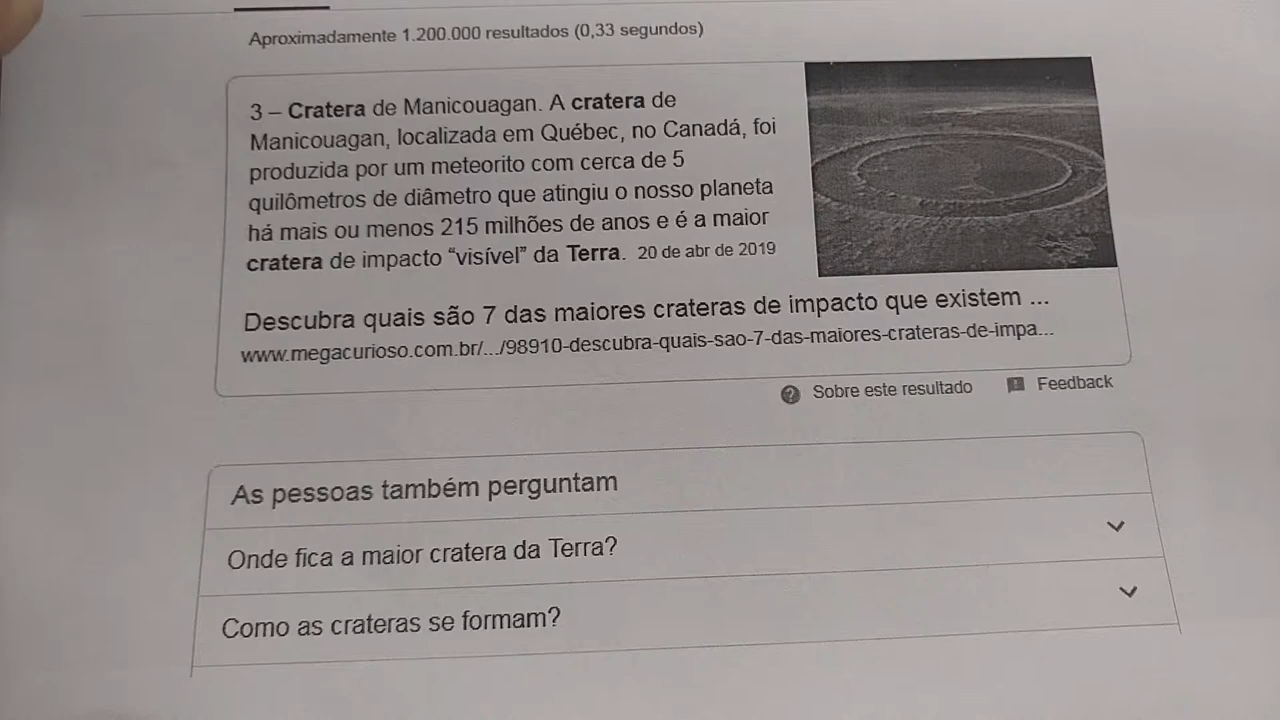 Aproximadamente 1.200.000 resultados (0,33 segundos)
3 – Cratera de Manicouagan. A cratera de
Manicouagan, localizada em Québec, no Canadá, foi
produzida por um meteorito com cerca de 5
quilômetros de diâmetro que atingiu o nosso planeta
há mais ou menos 215 milhões de anos e é a maior
cratera de impacto “visível” da Terra. 20 de abr de 2019
Descubra quais são 7 das maiores crateras de impacto que existem ...
www.megacurioso.com.br/.../98910-descubra-quais-sao-7-das-maiores-crateras-de-impa...
Sobre este resultado Feedback
As pessoas também perguntam
Onde fica a maior cratera da Terra?
Como as crateras se formam?